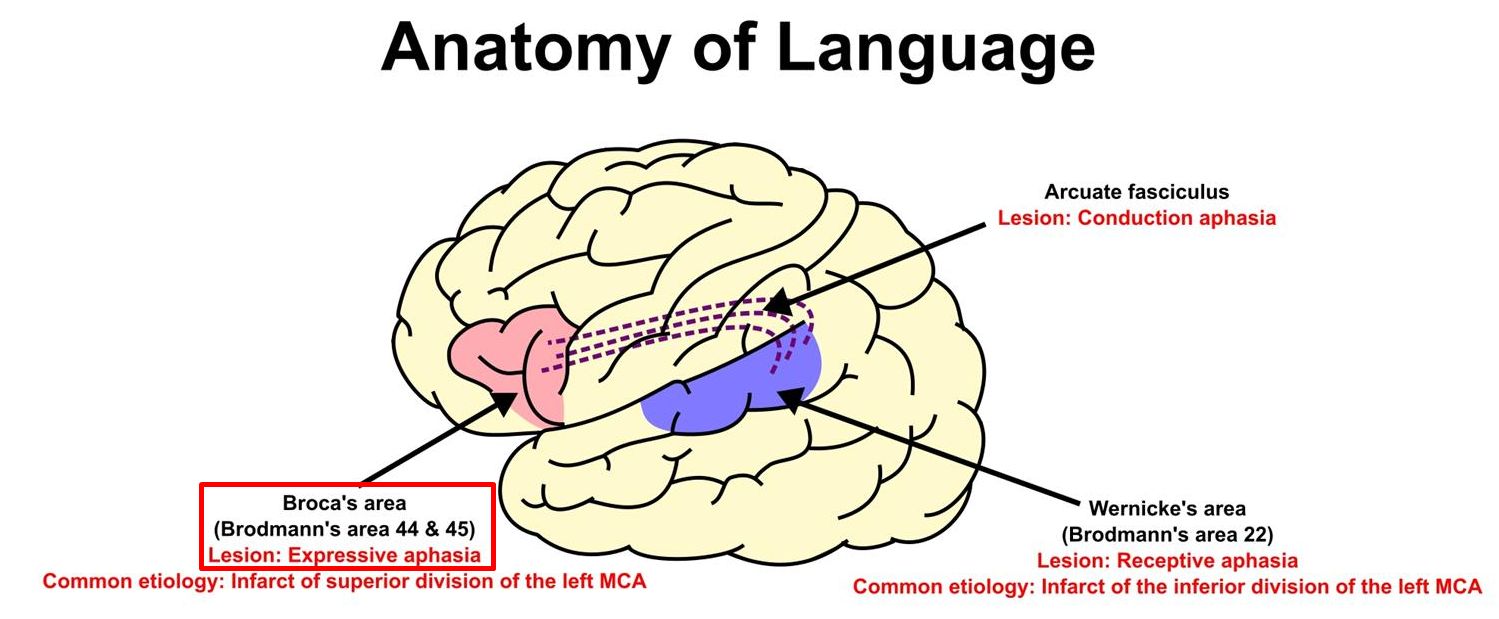 Anatomy of Language
Arcuate fasciculus
Lesion: Conduction aphasia
Broca's area
(Brodmann's area 44 & 45)
Lesion: Expressive aphasia
Common etiology: Infarct of superior division of the left MCA
Wernicke's area
(Brodmann's area 22)
Lesion: Receptive aphasia
Common etiology: Infarct of the inferior division of the left MCA